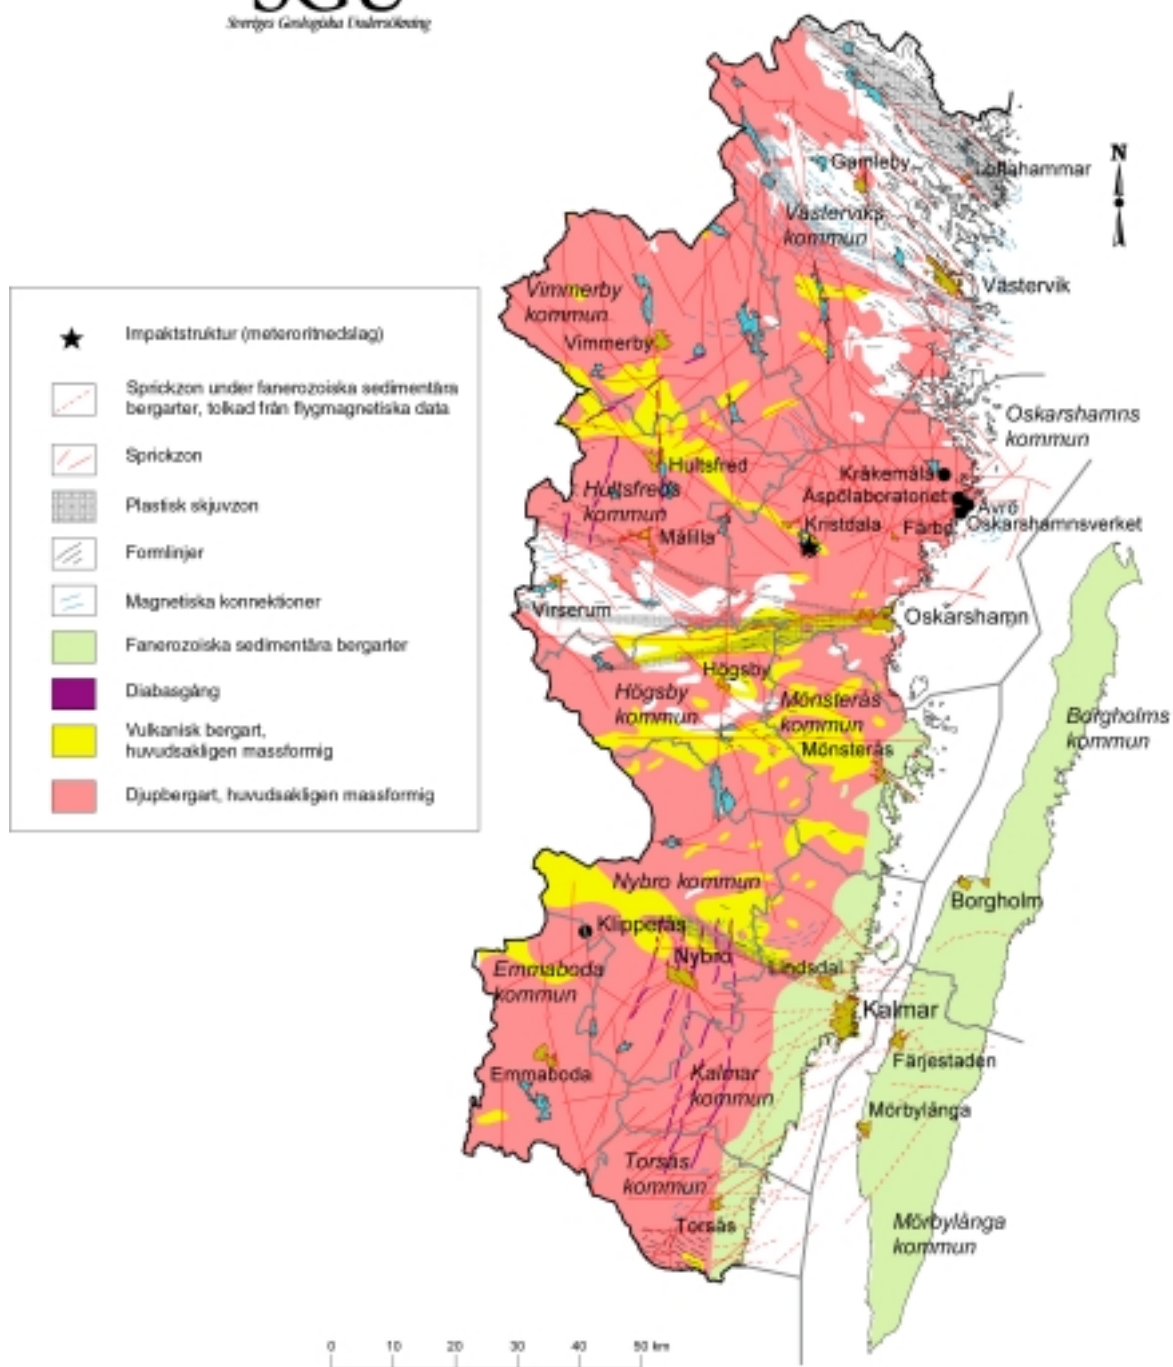 SGU
Sveriges Geologiska Undersökning
N
Gamleby
Loftahammar
Västerviks
kommun
Västervik
Vimmerby
kommun
Vimmerby
Impaktstruktur (meteroritnedslag)
Sprickzon under fanerozoiska sedimentära
bergarter, tolkad från flygmagnetiska data
Sprickzon
Plastisk skjuvzon
Formlinjer
Magnetiska konnektioner
Fanerozoiska sedimentära bergarter
Diabasgång
Vulkanisk bergart,
huvudsakligen massformig
Djupbergart, huvudsakligen massformig
Oskarshamns
kommun
Hultsfred
Hultsfreds
kommun
Kråkemåla
Äspölaboratoriet
Ävrö
Kristdala
Fårbo
Oskarshamnsverket
Målilla
Virserum
Oskarshamn
Högsby
Högsby
kommun
Mönsterås
kommun
Mönsterås
Borgholms
kommun
Nybro kommun
Borgholm
Klipperås
Nybro
Lindsdal
Emmaboda
kommun
Kalmar
Färjestaden
Emmaboda
Kalmar
kommun
Mörbylånga
Torsås
kommun
Torsås
Mörbylånga
kommun
0 10 20 30 40 50 km